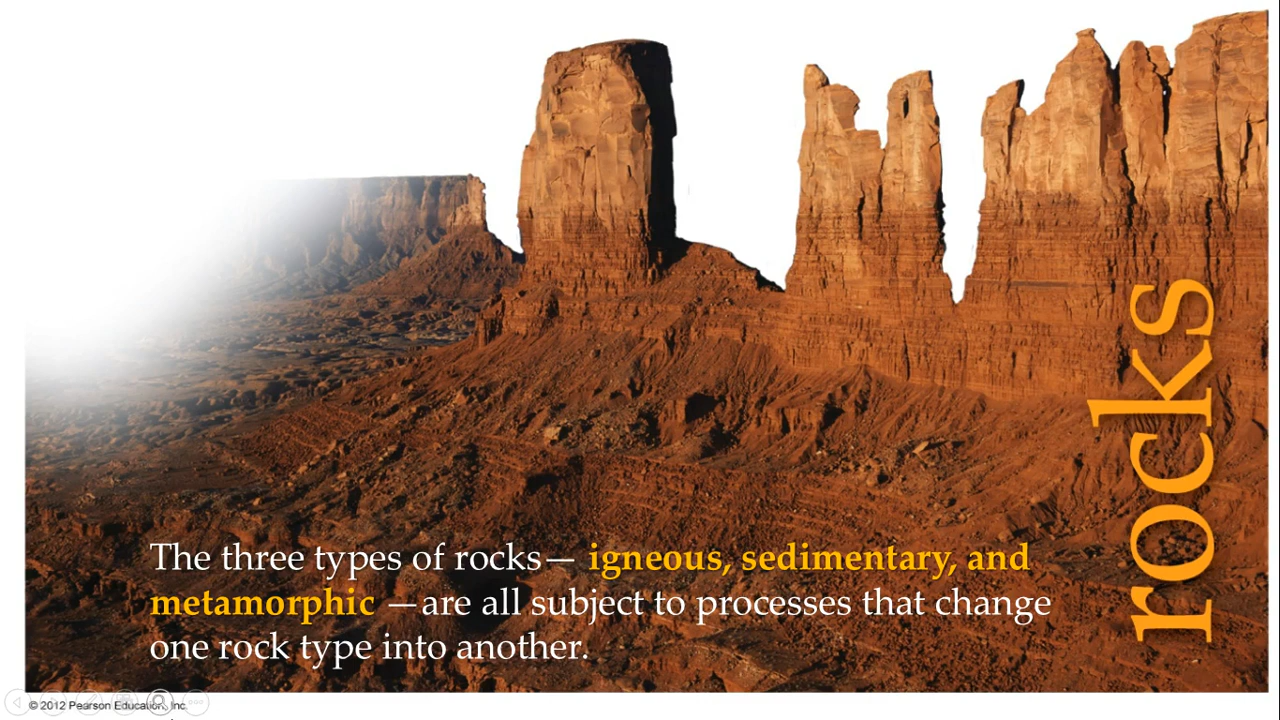 rocks
The three types of rocks— igneous, sedimentary, and
metamorphic —are all subject to processes that change
one rock type into another.
© 2012 Pearson Education, Inc.